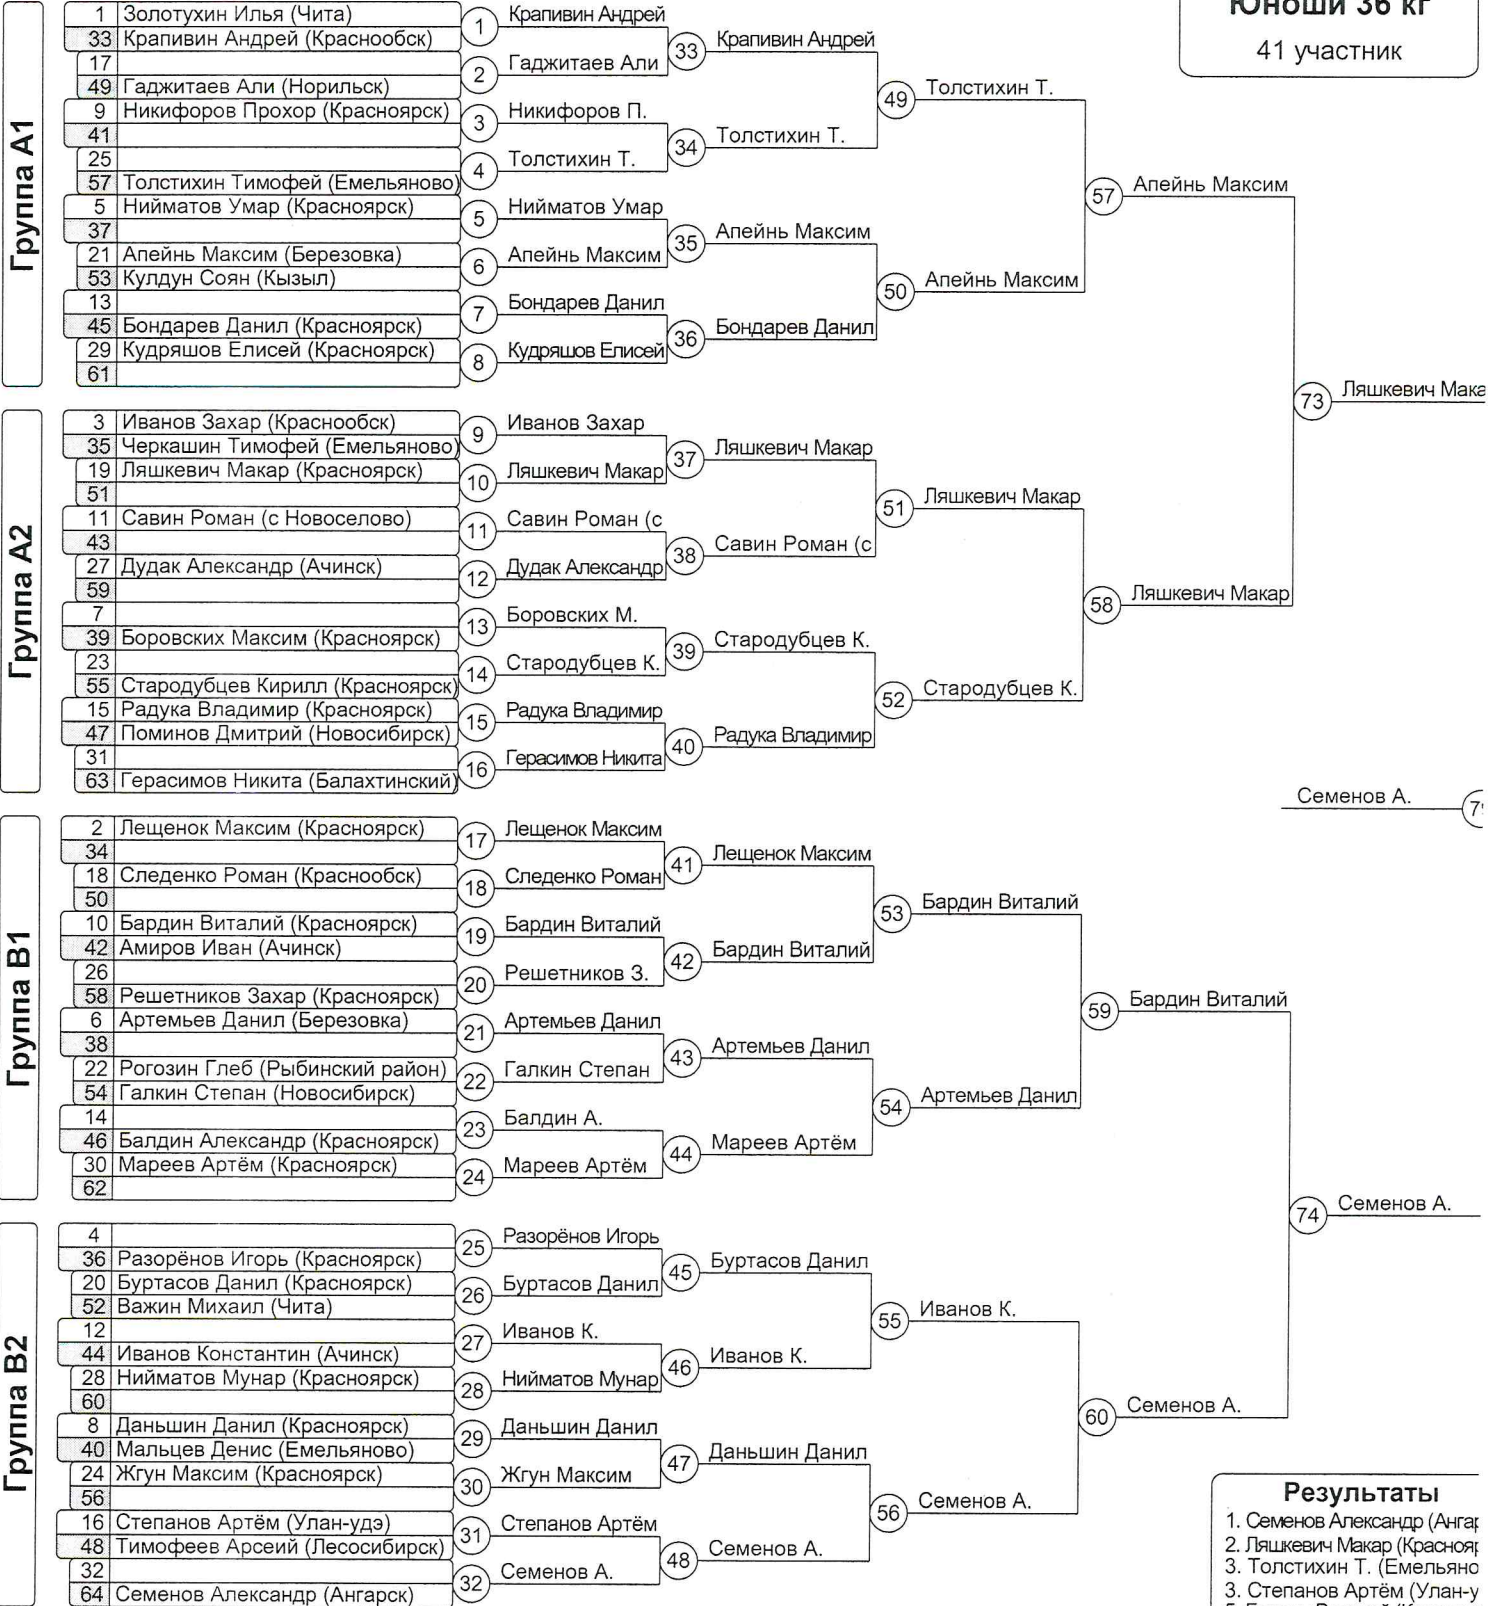 Юноши 36 кг
41 участник
Группа A1
1 Золотухин Илья (Чита)
33 Крапивин Андрей (Краснообск)
17
49 Гаджитаев Али (Норильск)
9 Никифоров Прохор (Красноярск)
41
25
57 Толстихин Тимофей (Емельяново)
5 Нийматов Умар (Красноярск)
37
21 Апейнь Максим (Березовка)
53 Кулдун Соян (Кызыл)
13
45 Бондарев Данил (Красноярск)
29 Кудряшов Елисей (Красноярск)
61
1 Крапивин Андрей
2 Гаджитаев Али
3 Никифоров П.
4 Толстихин Т.
5 Нийматов Умар
6 Апейнь Максим
7 Бондарев Данил
8 Кудряшов Елисей
33 Крапивин Андрей
34 Толстихин Т.
35 Апейнь Максим
36 Бондарев Данил
49 Толстихин Т.
50 Апейнь Максим
57 Апейнь Максим
Группа A2
3 Иванов Захар (Краснообск)
35 Черкашин Тимофей (Емельяново)
19 Ляшкевич Макар (Красноярск)
51
11 Савин Роман (с Новоселово)
43
27 Дудак Александр (Ачинск)
59
7
39 Боровских Максим (Красноярск)
23
55 Стародубцев Кирилл (Красноярск)
15 Радука Владимир (Красноярск)
47 Поминов Дмитрий (Новосибирск)
31
63 Герасимов Никита (Балахтинский)
9 Иванов Захар
10 Ляшкевич Макар
11 Савин Роман (с
12 Дудак Александр
13 Боровских М.
14 Стародубцев К.
15 Радука Владимир
16 Герасимов Никита
37 Ляшкевич Макар
38 Савин Роман (с
39 Стародубцев К.
40 Радука Владимир
51 Ляшкевич Макар
52 Стародубцев К.
58 Ляшкевич Макар
73 Ляшкевич Мака
Семенов А.
Группа B1
2 Лещенок Максим (Красноярск)
34
18 Следенко Роман (Краснообск)
50
10 Бардин Виталий (Красноярск)
42 Амиров Иван (Ачинск)
26
58 Решетников Захар (Красноярск)
6 Артемьев Данил (Березовка)
38
22 Рогозин Глеб (Рыбинский район)
54 Галкин Степан (Новосибирск)
14
46 Балдин Александр (Красноярск)
30 Мареев Артём (Красноярск)
62
17 Лещенок Максим
18 Следенко Роман
19 Бардин Виталий
20 Решетников З.
21 Артемьев Данил
22 Галкин Степан
23 Балдин А.
24 Мареев Артём
41 Лещенок Максим
42 Бардин Виталий
43 Артемьев Данил
44 Мареев Артём
53 Бардин Виталий
54 Артемьев Данил
59 Бардин Виталий
Группа B2
4
36 Разорёнов Игорь (Красноярск)
20 Буртасов Данил (Красноярск)
52 Важин Михаил (Чита)
12
44 Иванов Константин (Ачинск)
28 Нийматов Мунар (Красноярск)
60
8 Даньшин Данил (Красноярск)
40 Мальцев Денис (Емельяново)
24 Жгун Максим (Красноярск)
56
16 Степанов Артём (Улан-удэ)
48 Тимофеев Арсеий (Лесосибирск)
32
64 Семенов Александр (Ангарск)
25 Разорёнов Игорь
26 Буртасов Данил
27 Иванов К.
28 Нийматов Мунар
29 Даньшин Данил
30 Жгун Максим
31 Степанов Артём
32 Семенов А.
45 Буртасов Данил
46 Иванов К.
47 Даньшин Данил
48 Семенов А.
55 Иванов К.
56 Семенов А.
60 Семенов А.
74 Семенов А.
Результаты
1. Семенов Александр (Ангар
2. Ляшкевич Макар (Краснояр
3. Толстихин Т. (Емельяно
3. Степанов Артём (Улан-у